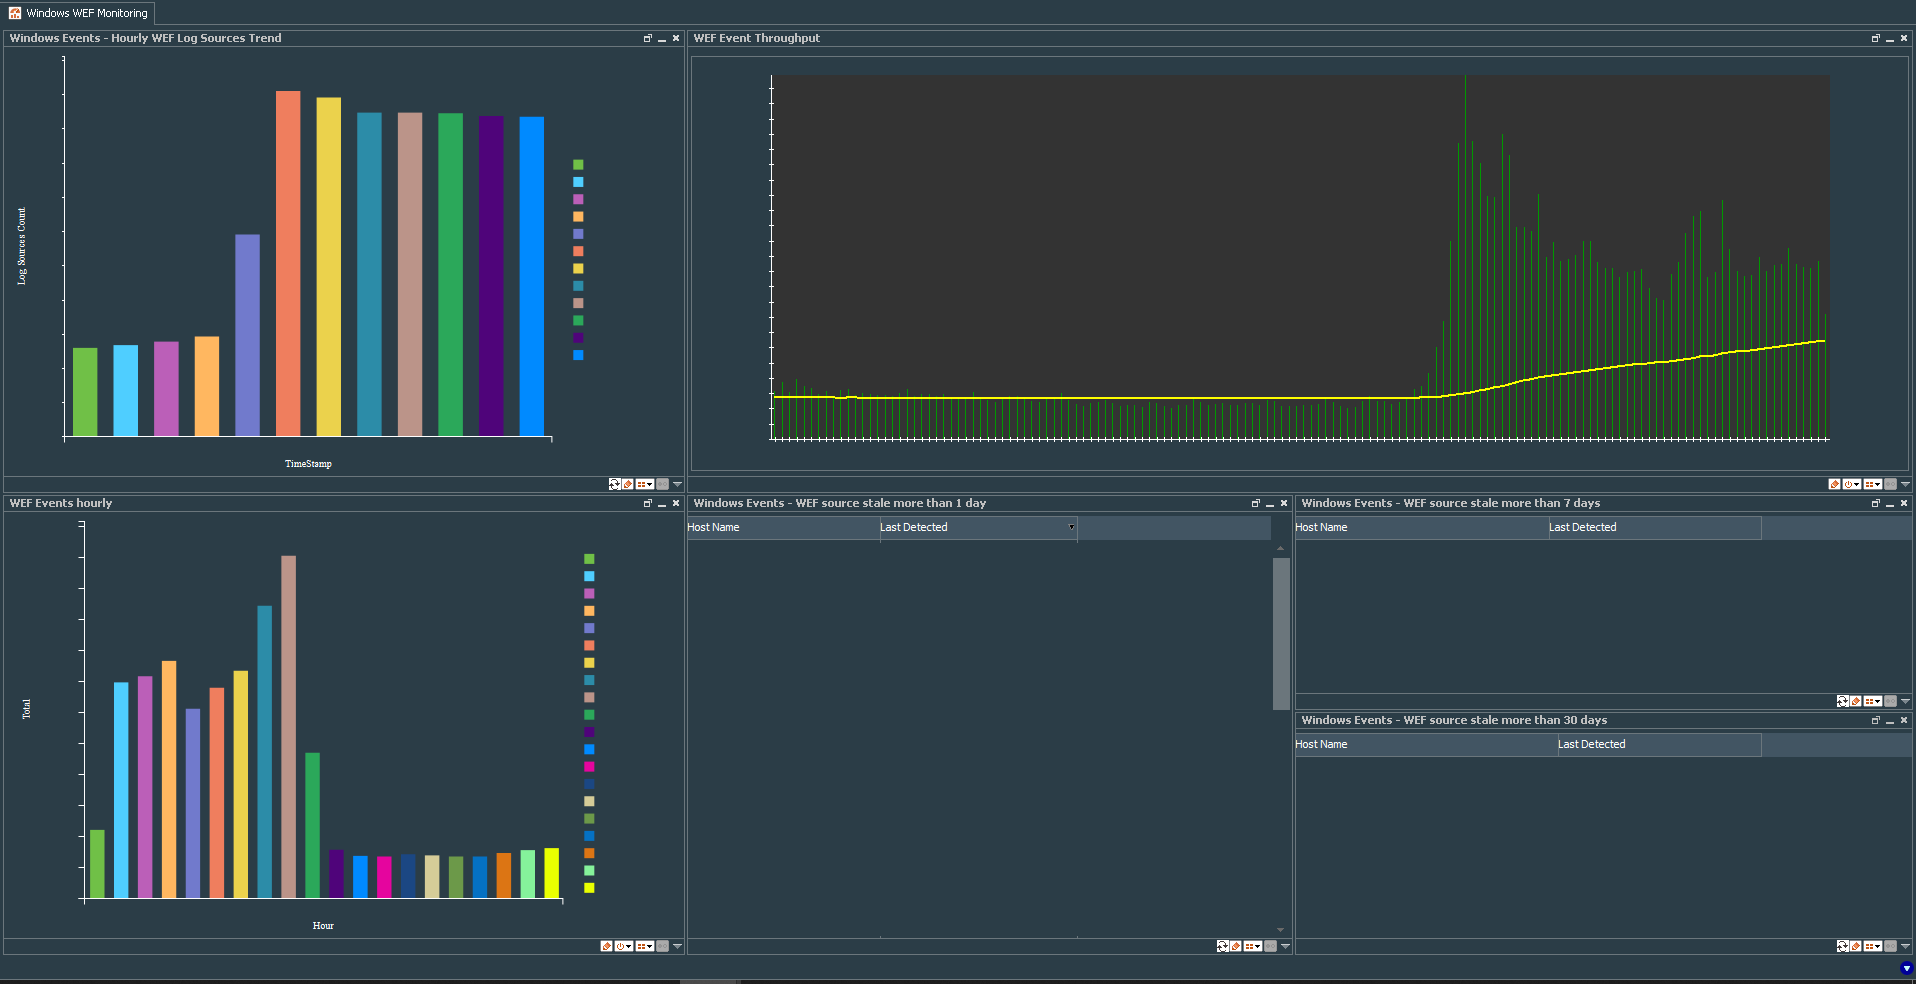 Windows WEF Monitoring
Windows Events - Hourly WEF Log Sources Trend
Log Sources Count
TimeStamp
WEF Event Throughput
WEF Events hourly
Total
Hour
Windows Events - WEF source stale more than 1 day
Host Name Last Detected
Windows Events - WEF source stale more than 7 days
Host Name Last Detected
Windows Events - WEF source stale more than 30 days
Host Name Last Detected